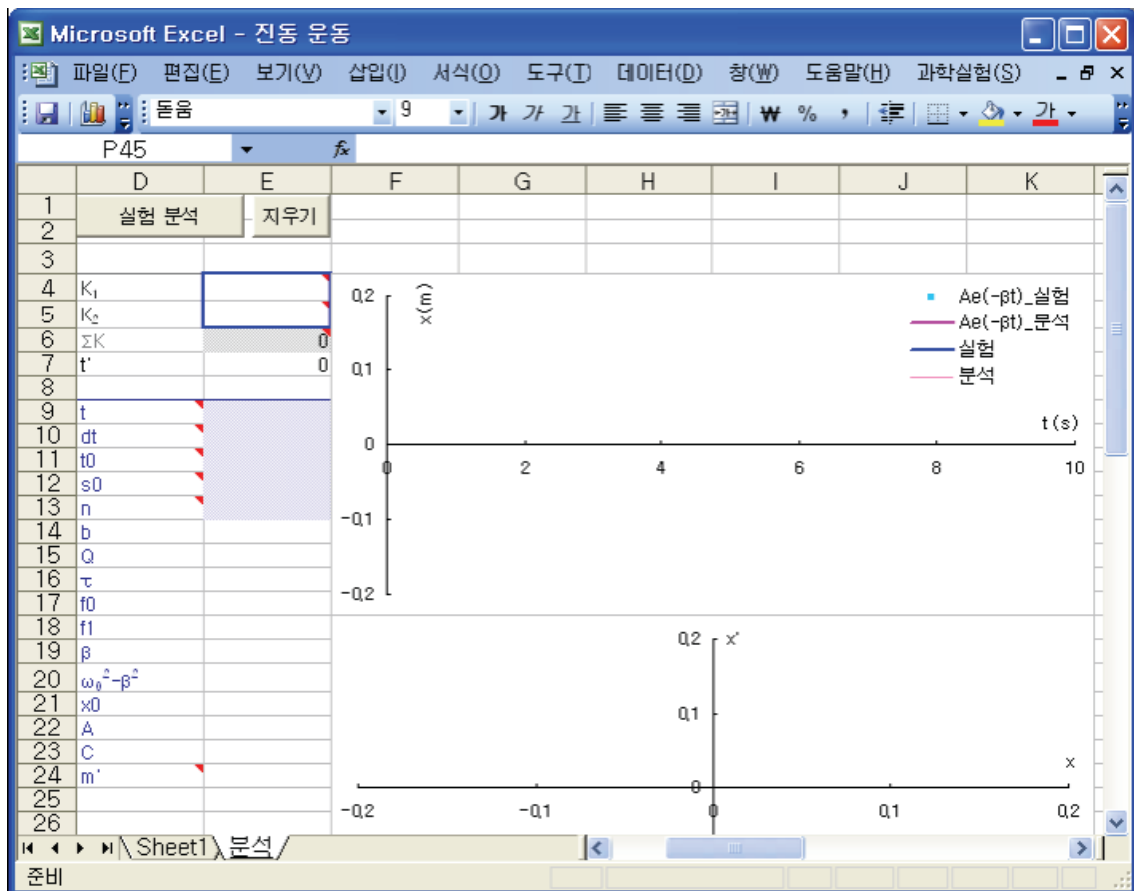 Microsoft Excel - 진동 운동
파일(F) 편집(E) 보기(V) 삽입(I) 서식(O) 도구(T) 데이터(D) 창(W) 도움말(H) 과학실험(S)
돋움 9 가 가 가 ₩ % , 가
P45 fx
D E F G H I J K
1 실험 분석 지우기
2
3
4 K₁
5 K₂
6 ΣK 0
7 t' 0
8
9 t
10 dt
11 t0
12 s0
13 n
14 b
15 Q
16 τ
17 f0
18 f1
19 β
20 ω₀²-β²
21 x0
22 A
23 C
24 m'
25
26
0,2 x(m)
0,1
0
-0,1
-0,2
Ae(-βt)_실험
Ae(-βt)_분석
실험
분석
t(s)
0 2 4 6 8 10
0,2 x'
0,1
0
x
-0,2 -0,1 0 0,1 0,2
Sheet1 분석
준비